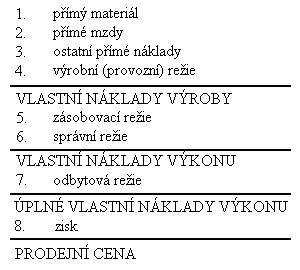 1. přímý materiál
2. přímé mzdy
3. ostatní přímé náklady
4. výrobní (provozní) režie
VLASTNÍ NÁKLADY VÝROBY
5. zásobovací režie
6. správní režie
VLASTNÍ NÁKLADY VÝKONU
7. odbytová režie
ÚPLNÉ VLASTNÍ NÁKLADY VÝKONU
8. zisk
PRODEJNÍ CENA